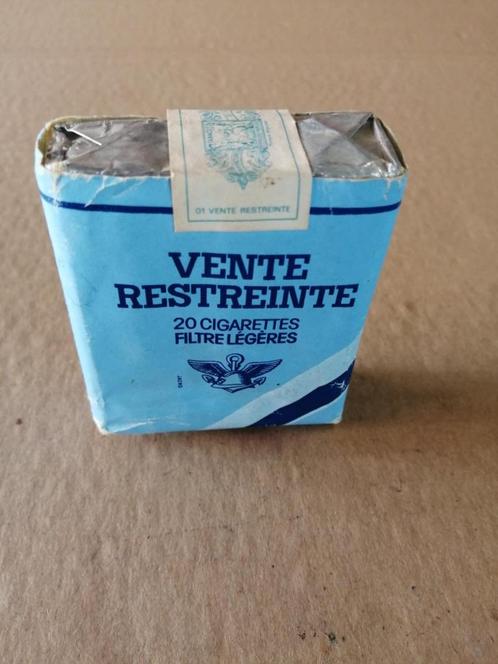 01 VENTE RESTREINTE
VENTE
RESTREINTE
20 CIGARETTES
FILTRE LÉGÈRES